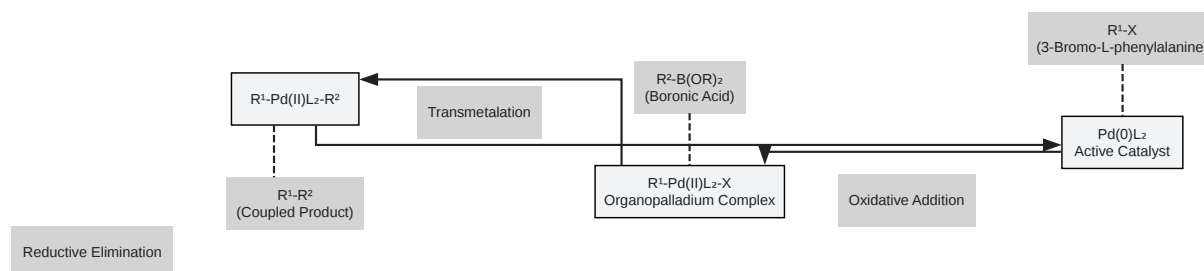 R¹-X
(3-Bromo-L-phenylalanine)
R¹-Pd(II)L₂-R²
R²-B(OR)₂
(Boronic Acid)
Transmetalation
Pd(0)L₂
Active Catalyst
R¹-Pd(II)L₂-X
Organopalladium Complex
R¹-R²
(Coupled Product)
Oxidative Addition
Reductive Elimination